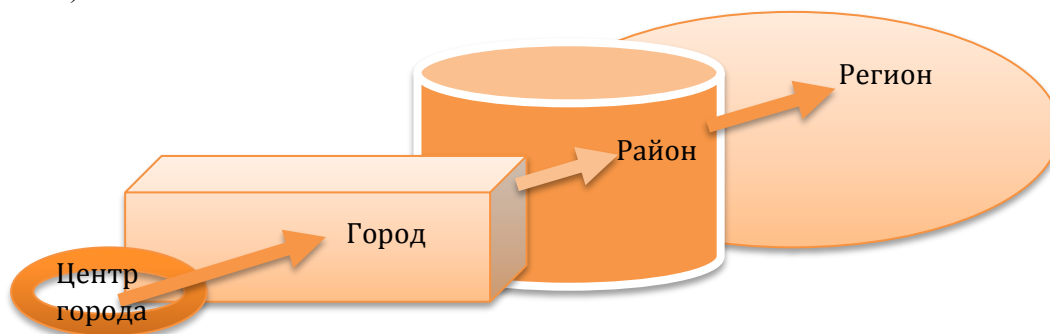 Регион
Район
Город
Центр
города